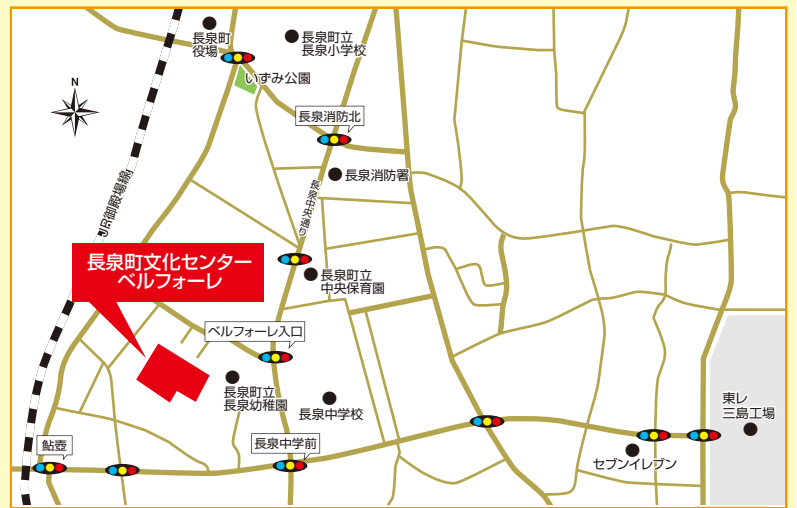 長泉町
役場
長泉町立
長泉小学校
いずみ公園
N
長泉消防北
長泉消防署
JR御殿場線
長泉中央通り
長泉町文化センター
ベルフォーレ
長泉町立
中央保育園
ベルフォーレ入口
長泉町立
長泉幼稚園
長泉中学校
東レ
三島工場
鮎壺
長泉中学前
セブンイレブン